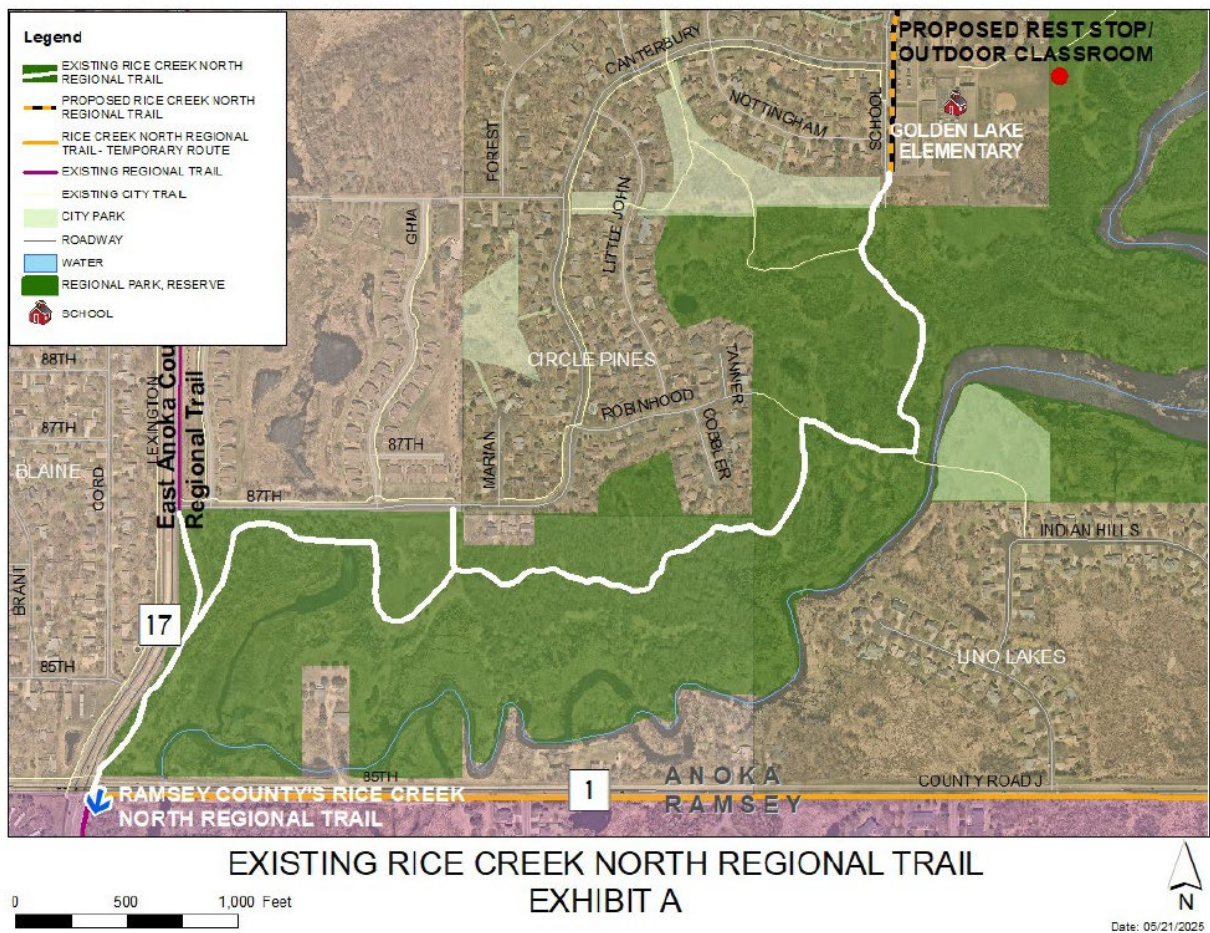 Legend
EXISTING RICE CREEK NORTH
REGIONAL TRAIL
PROPOSED RICE CREEK NORTH
REGIONAL TRAIL
RICE CREEK NORTH REGIONAL
TRAIL - TEMPORARY ROUTE
EXISTING REGIONAL TRAIL
EXISTING CITY TRAIL
CITY PARK
ROADWAY
WATER
REGIONAL PARK, RESERVE
SCHOOL
PROPOSED REST STOP/
OUTDOOR CLASSROOM
CANTERBURY
NOTTINGHAM
SCHOOL
GOLDEN LAKE
ELEMENTARY
FOREST
LITTLE JOHN
GHIA
CIRCLE PINES
TANNER
ROBINHOOD
COBBLER
MARIAN
87TH
88TH
87TH
LEXINGTON
East Anoka Cou
Regional Trail
BLAINE
CORD
87TH
BRANT
17
85TH
INDIAN HILLS
LINO LAKES
85TH
1
ANOKA
RAMSEY
COUNTY ROAD J
RAMSEY COUNTY'S RICE CREEK
NORTH REGIONAL TRAIL
EXISTING RICE CREEK NORTH REGIONAL TRAIL
EXHIBIT A
0 500 1,000 Feet
N
Date: 05/21/2025